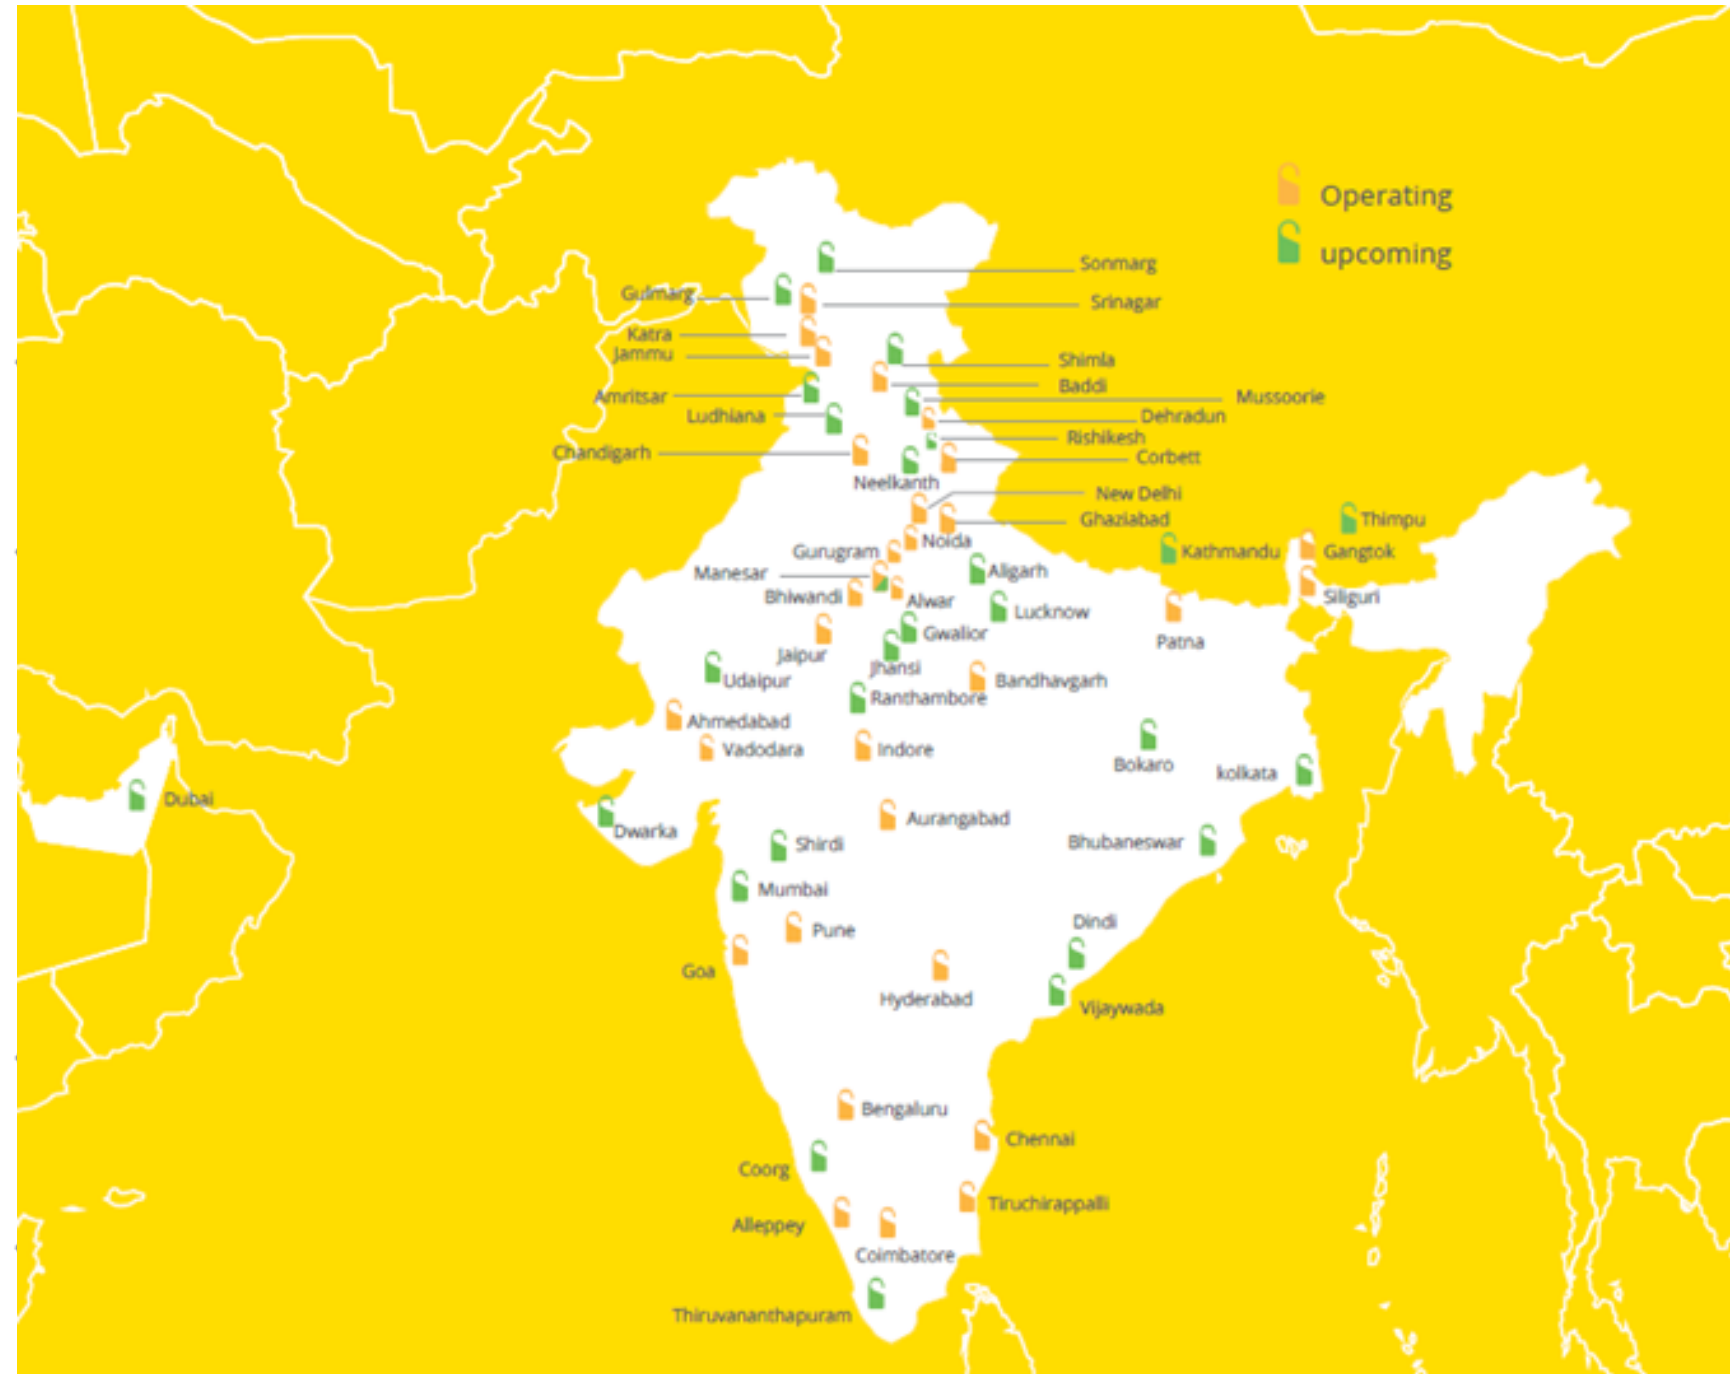 Operating
upcoming
Sonmarg
Gulmarg
Srinagar
Katra
Jammu
Shimla
Baddi
Amritsar
Mussoorie
Ludhiana
Dehradun
Rishikesh
Chandigarh
Corbett
Neelkanth
New Delhi
Ghaziabad
Thimpu
Noida
Gurugram
Kathmandu
Gangtok
Manesar
Aligarh
Bhiwandi
Alwar
Siliguri
Lucknow
Gwalior
Patna
Jaipur
Jhansi
Udaipur
Bandhavgarh
Ranthambore
Ahmedabad
Vadodara
Indore
Bokaro
kolkata
Dubai
Aurangabad
Dwarka
Shirdi
Bhubaneswar
Mumbai
Dindi
Pune
Goa
Hyderabad
Vijaywada
Bengaluru
Chennai
Coorg
Tiruchirappalli
Alleppey
Coimbatore
Thiruvananthapuram